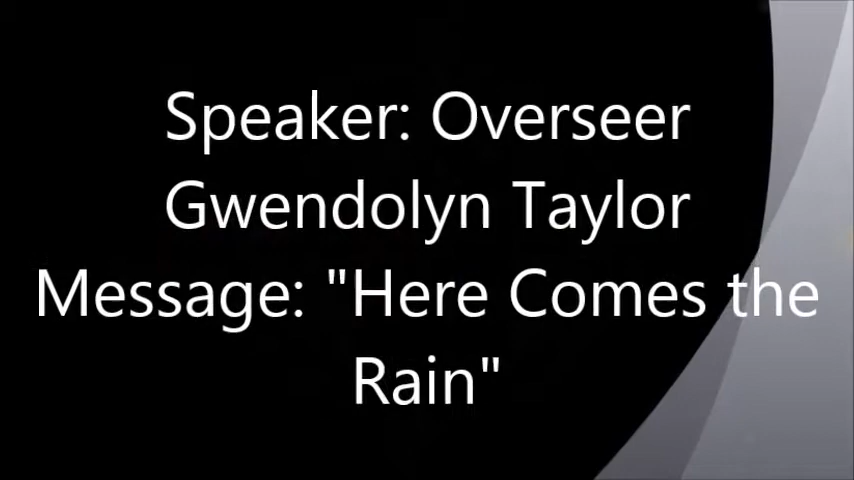 Speaker: Overseer
Gwendolyn Taylor
Message: "Here Comes the
Rain"